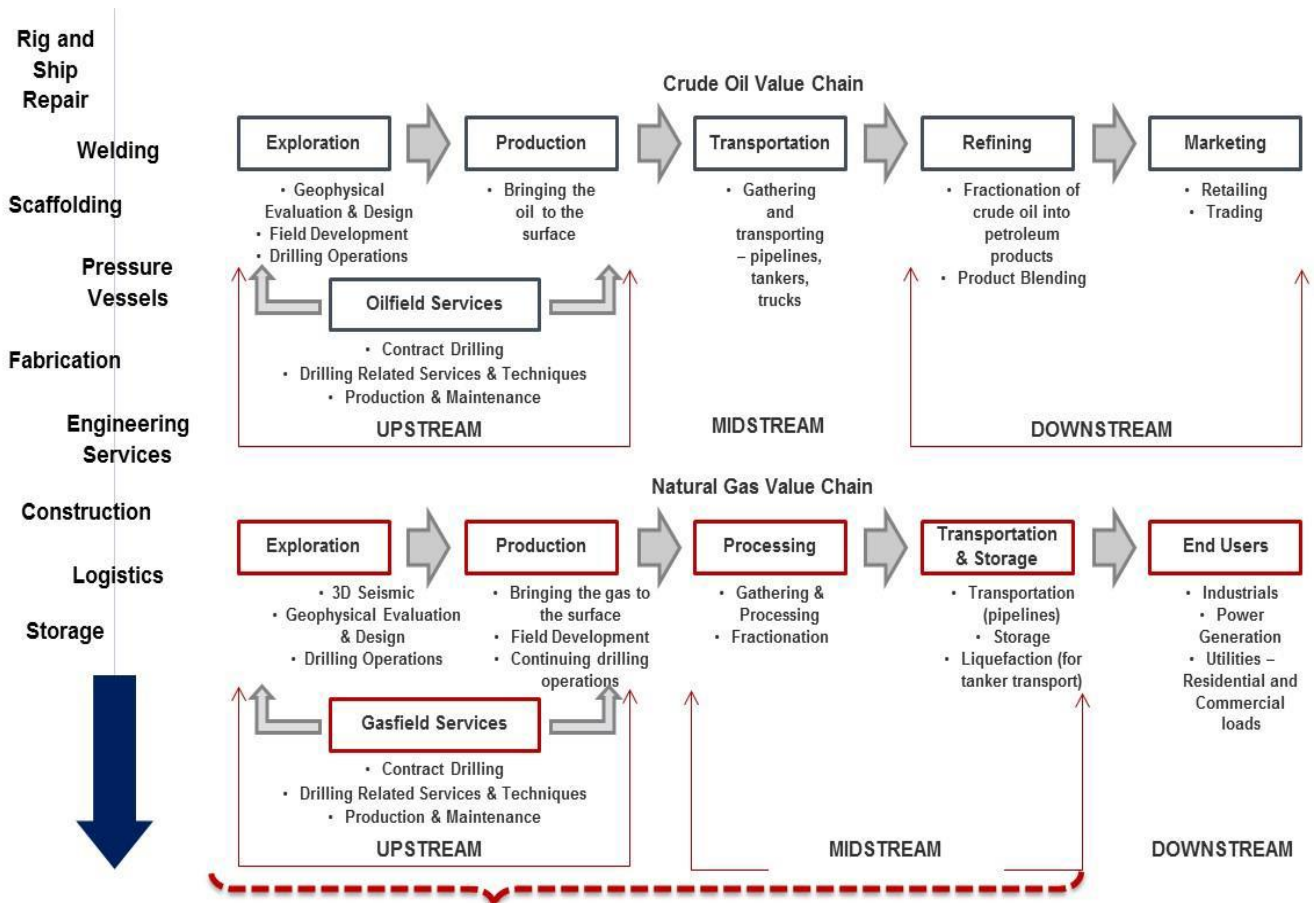 Rig and
Ship
Repair
Welding
Scaffolding
Pressure
Vessels
Fabrication
Engineering
Services
Construction
Logistics
Storage
Crude Oil Value Chain
Exploration
• Geophysical
Evaluation & Design
• Field Development
• Drilling Operations
Production
• Bringing the
oil to the
surface
Transportation
• Gathering
and
transporting
– pipelines,
tankers,
trucks
Refining
• Fractionation of
crude oil into
petroleum
products
• Product Blending
Marketing
• Retailing
• Trading
Oilfield Services
• Contract Drilling
• Drilling Related Services & Techniques
• Production & Maintenance
UPSTREAM
MIDSTREAM
DOWNSTREAM
Natural Gas Value Chain
Exploration
• 3D Seismic
• Geophysical Evaluation
& Design
• Drilling Operations
Production
• Bringing the gas to
the surface
• Field Development
• Continuing drilling
operations
Processing
• Gathering &
Processing
• Fractionation
Transportation
& Storage
• Transportation
(pipelines)
• Storage
• Liquefaction (for
tanker transport)
End Users
• Industrials
• Power
Generation
• Utilities –
Residential and
Commercial
loads
Gasfield Services
• Contract Drilling
• Drilling Related Services & Techniques
• Production & Maintenance
UPSTREAM
MIDSTREAM
DOWNSTREAM